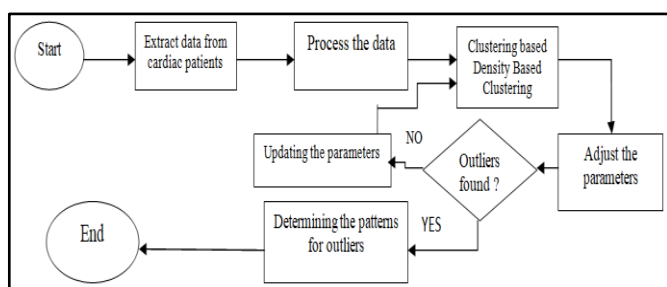 Start
Extract data from
cardiac patients
Process the data
Clustering based
Density Based
Clustering
Adjust the
parameters
Outliers
found ?
NO
Updating the parameters
YES
Determining the patterns
for outliers
End